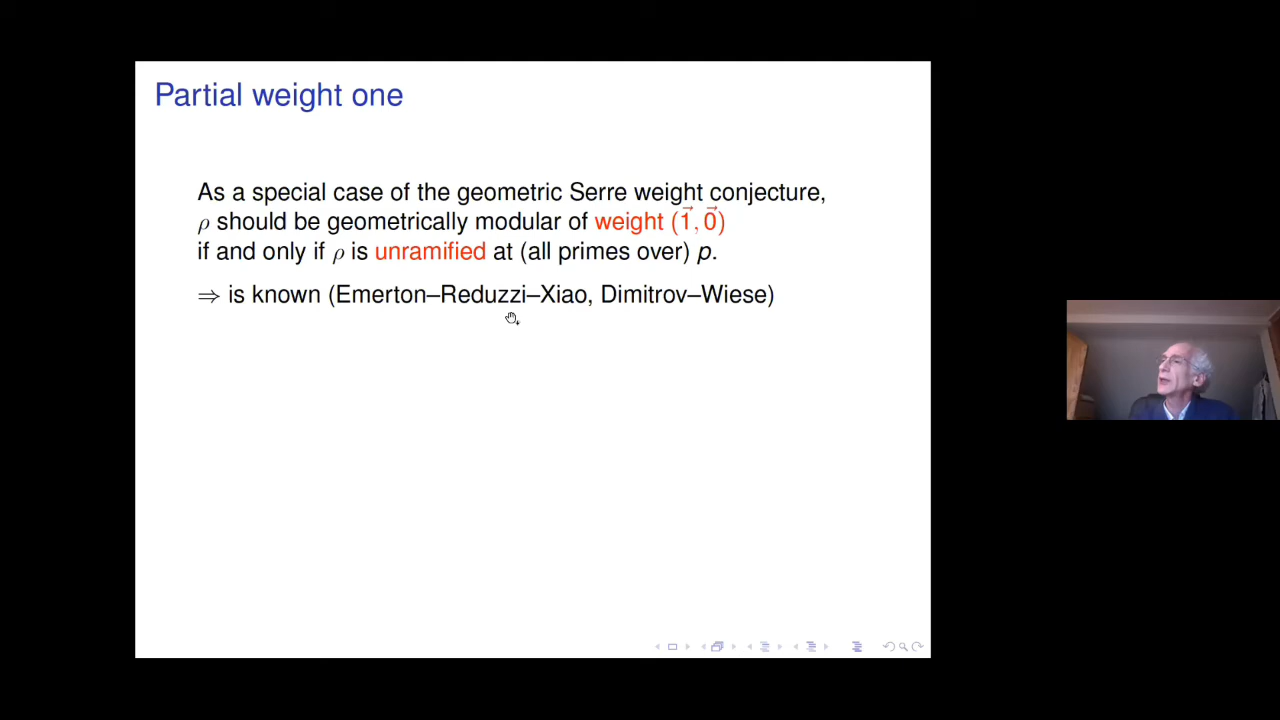 Partial weight one
As a special case of the geometric Serre weight conjecture,
ρ should be geometrically modular of weight (1⃗, 0⃗)
if and only if ρ is unramified at (all primes over) p.
⇒ is known (Emerton–Reduzzi–Xiao, Dimitrov–Wiese)